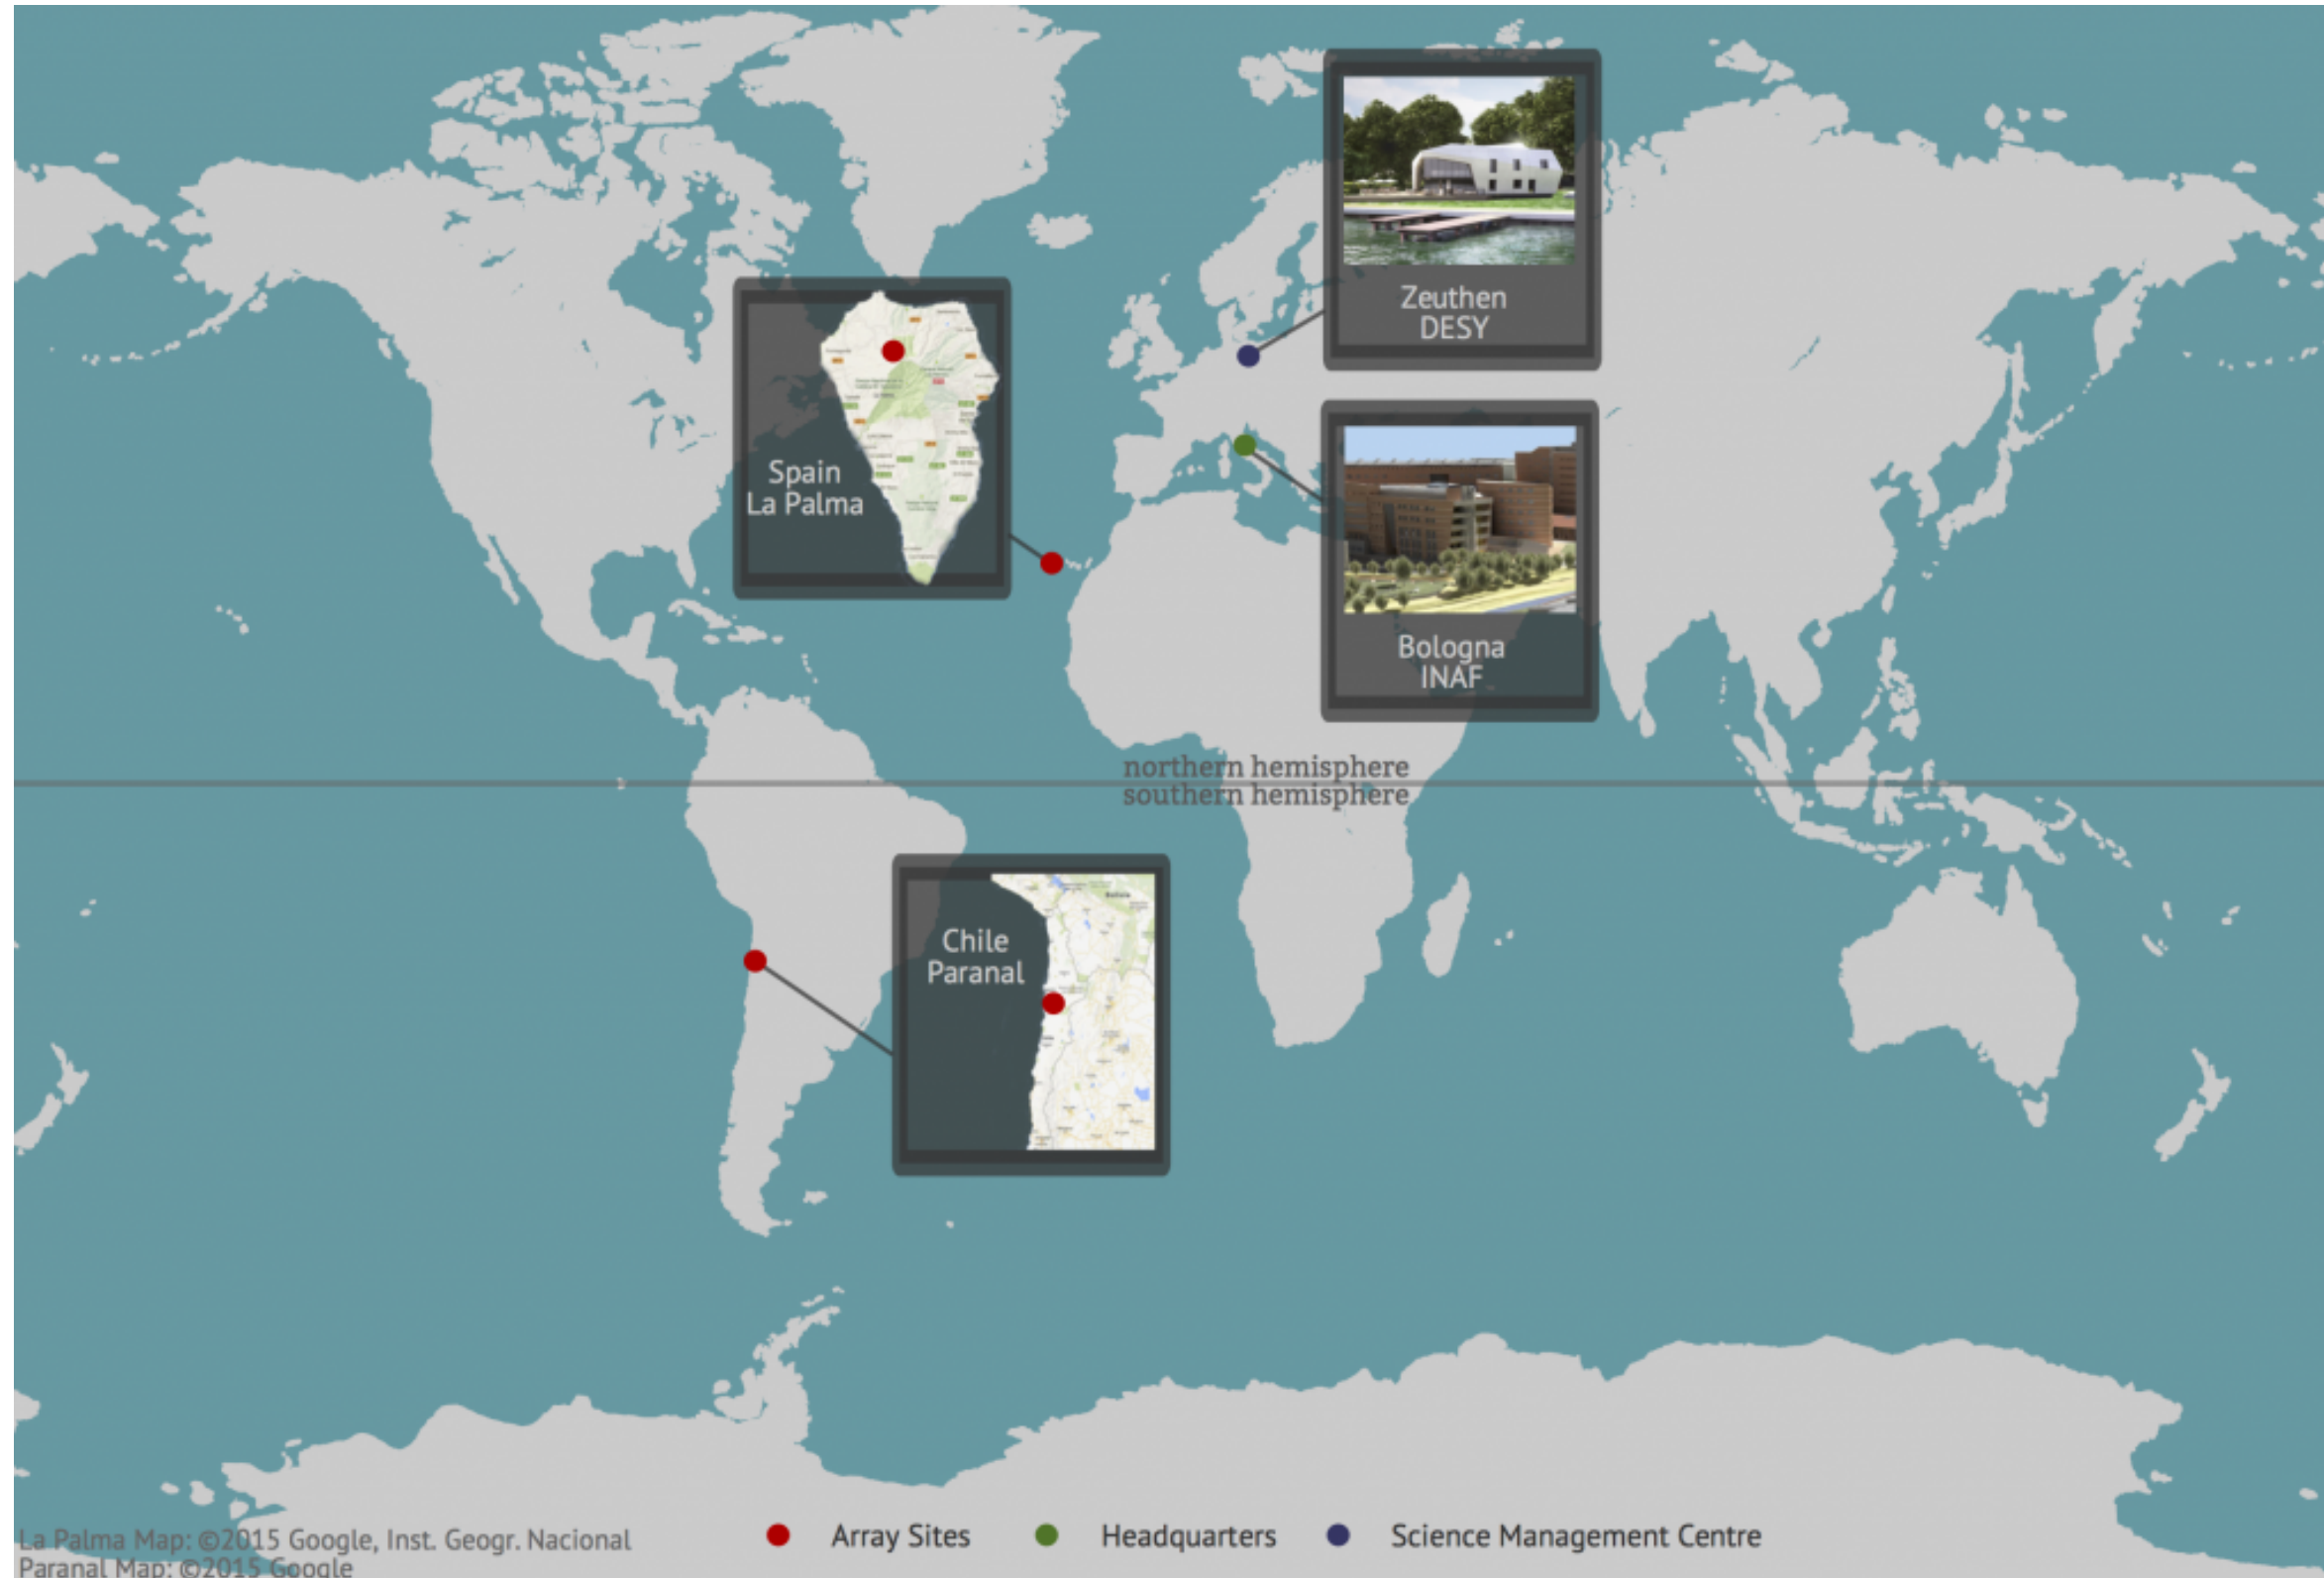 Zeuthen
DESY
Spain
La Palma
Bologna
INAF
northern hemisphere
southern hemisphere
Chile
Paranal
Array Sites
Headquarters
Science Management Centre
La Palma Map: ©2015 Google, Inst. Geogr. Nacional
Paranal Map: ©2015 Google